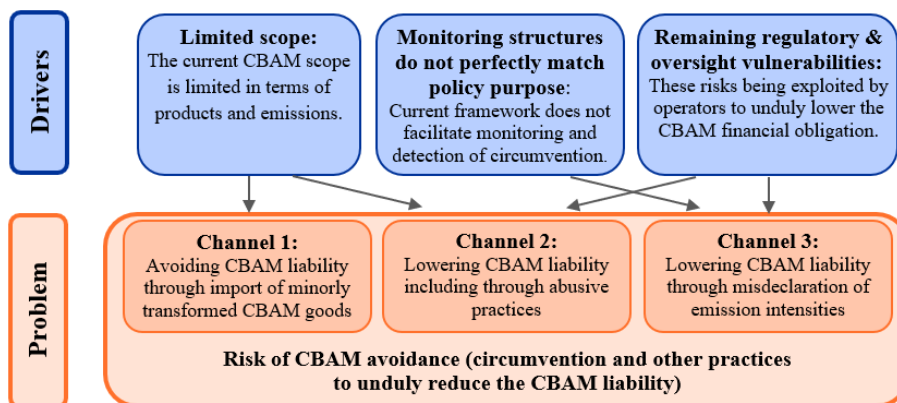 Drivers
Limited scope:
The current CBAM scope
is limited in terms of
products and emissions.
Monitoring structures
do not perfectly match
policy purpose:
Current framework does not
facilitate monitoring and
detection of circumvention.
Remaining regulatory &
oversight vulnerabilities:
These risks being exploited by
operators to unduly lower the
CBAM financial obligation.
Problem
Channel 1:
Avoiding CBAM liability
through import of minorly
transformed CBAM goods
Channel 2:
Lowering CBAM liability
including through abusive
practices
Channel 3:
Lowering CBAM liability
through misdeclaration of
emission intensities
Risk of CBAM avoidance (circumvention and other practices
to unduly reduce the CBAM liability)